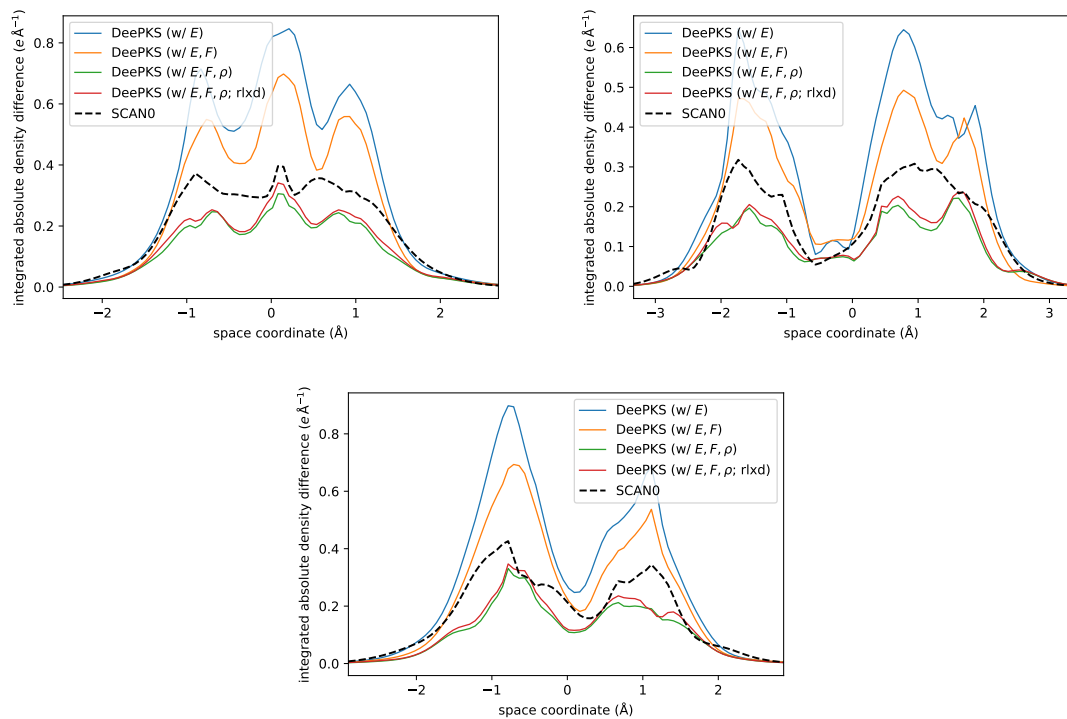 integrated absolute density difference (e Å⁻¹)
0.8
0.6
0.4
0.2
0.0
DeePKS (w/ E)
DeePKS (w/ E, F)
DeePKS (w/ E, F, ρ)
DeePKS (w/ E, F, ρ; rlxd)
SCAN0
−2
−1
0
1
2
space coordinate (Å)
integrated absolute density difference (e Å⁻¹)
0.6
0.5
0.4
0.3
0.2
0.1
0.0
DeePKS (w/ E)
DeePKS (w/ E, F)
DeePKS (w/ E, F, ρ)
DeePKS (w/ E, F, ρ; rlxd)
SCAN0
−3
−2
−1
0
1
2
3
space coordinate (Å)
integrated absolute density difference (e Å⁻¹)
0.8
0.6
0.4
0.2
0.0
DeePKS (w/ E)
DeePKS (w/ E, F)
DeePKS (w/ E, F, ρ)
DeePKS (w/ E, F, ρ; rlxd)
SCAN0
−2
−1
0
1
2
space coordinate (Å)